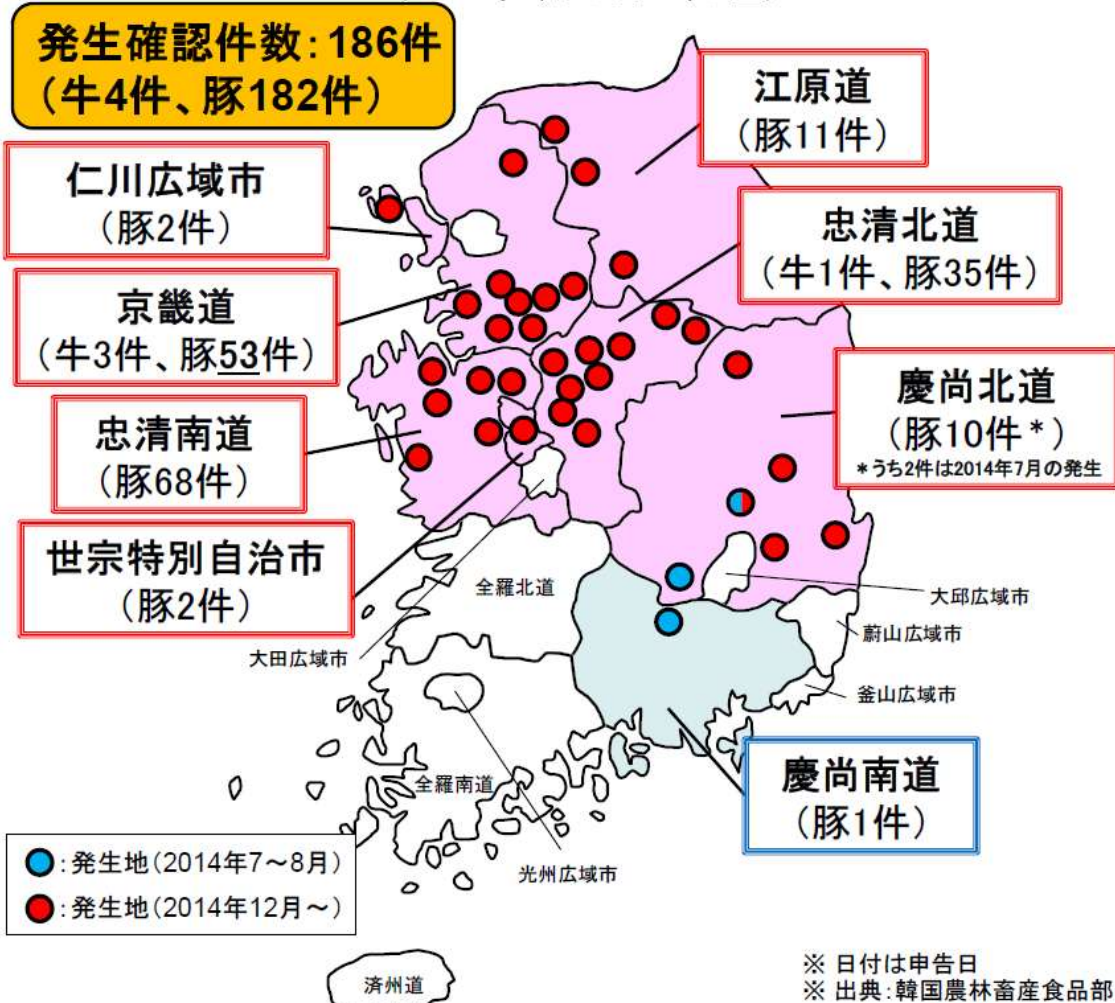 発生確認件数：186件
（牛4件、豚182件）
江原道
（豚11件）
仁川広域市
（豚2件）
忠清北道
（牛1件、豚35件）
京畿道
（牛3件、豚53件）
慶尚北道
（豚10件*）
*うち2件は2014年7月の発生
忠清南道
（豚68件）
世宗特別自治市
（豚2件）
全羅北道
大邱広域市
蔚山広域市
大田広域市
釜山広域市
慶尚南道
（豚1件）
全羅南道
光州広域市
：発生地（2014年7～8月）
：発生地（2014年12月～）
済州道
※ 日付は申告日
※ 出典：韓国農林畜産食品部